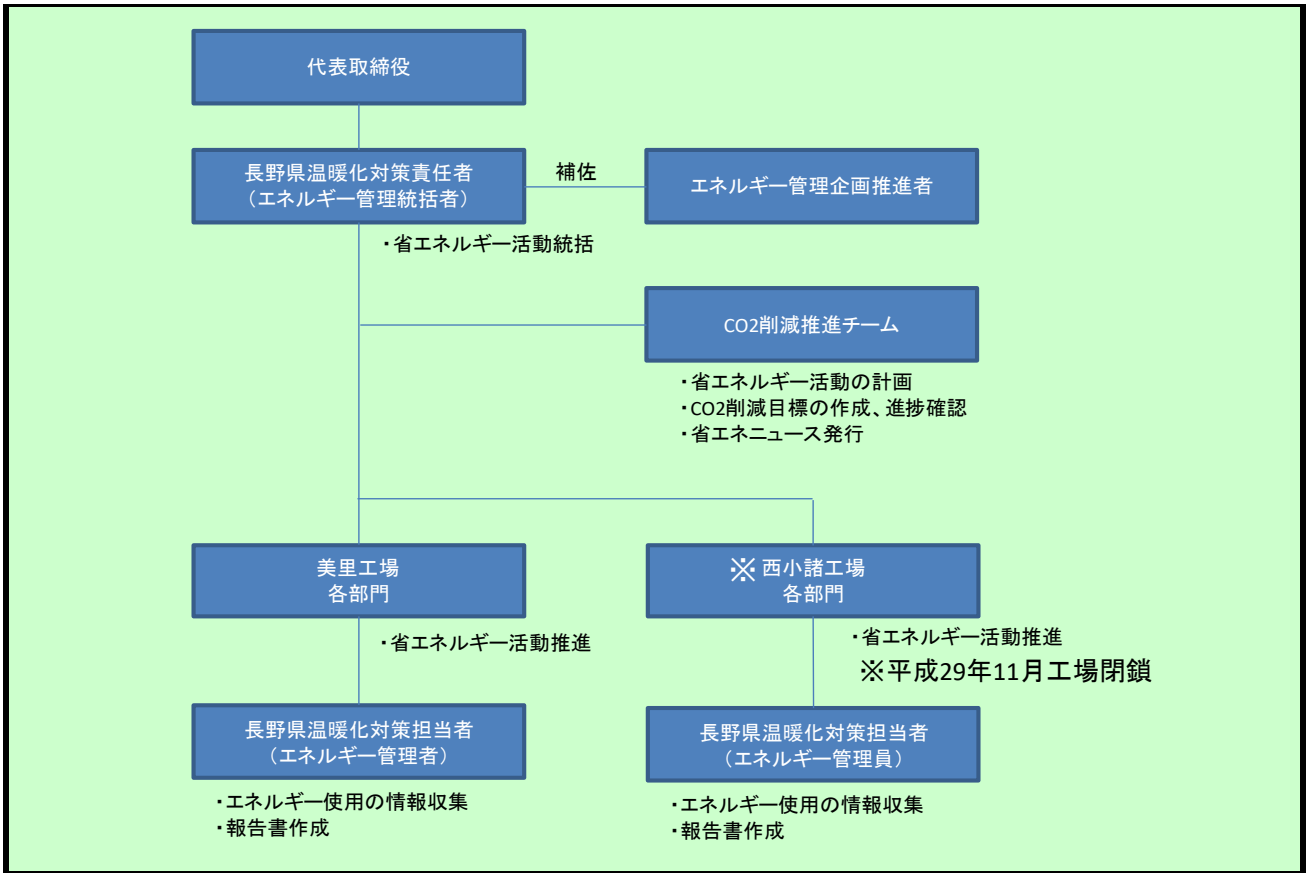 代表取締役
長野県温暖化対策責任者
（エネルギー管理統括者）
補佐
エネルギー管理企画推進者
・省エネルギー活動統括
CO2削減推進チーム
・省エネルギー活動の計画
・CO2削減目標の作成、進捗確認
・省エネニュース発行
美里工場
各部門
※ 西小諸工場
各部門
・省エネルギー活動推進
・省エネルギー活動推進
※平成29年11月工場閉鎖
長野県温暖化対策担当者
（エネルギー管理者）
長野県温暖化対策担当者
（エネルギー管理員）
・エネルギー使用の情報収集
・報告書作成
・エネルギー使用の情報収集
・報告書作成